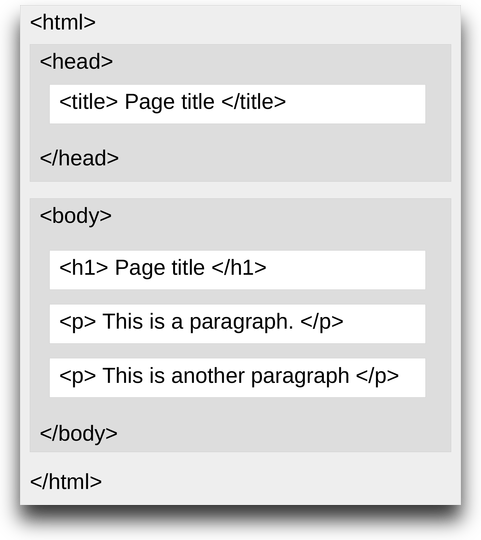 <html>
<head>
<title> Page title </title>
</head>
<body>
<h1> Page title </h1>
<p> This is a paragraph. </p>
<p> This is another paragraph </p>
</body>
</html>